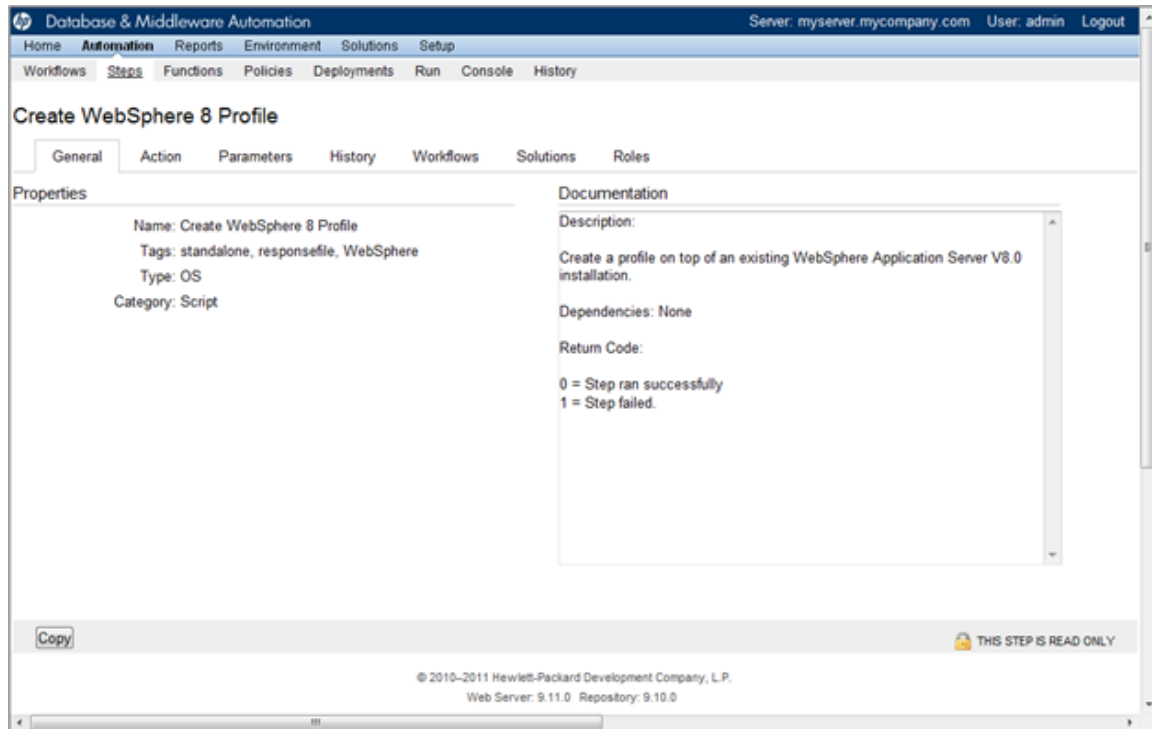 hp Database & Middleware Automation Server: myserver.mycompany.com User: admin Logout
Home Automation Reports Environment Solutions Setup
Workflows Steps Functions Policies Deployments Run Console History
Create WebSphere 8 Profile
General Action Parameters History Workflows Solutions Roles
Properties
Name: Create WebSphere 8 Profile
Tags: standalone, responsefile, WebSphere
Type: OS
Category: Script
Documentation
Description:
Create a profile on top of an existing WebSphere Application Server V8.0
installation.
Dependencies: None
Return Code:
0 = Step ran successfully
1 = Step failed.
Copy THIS STEP IS READ ONLY
© 2010–2011 Hewlett-Packard Development Company, L.P.
Web Server: 9.11.0 Repository: 9.10.0